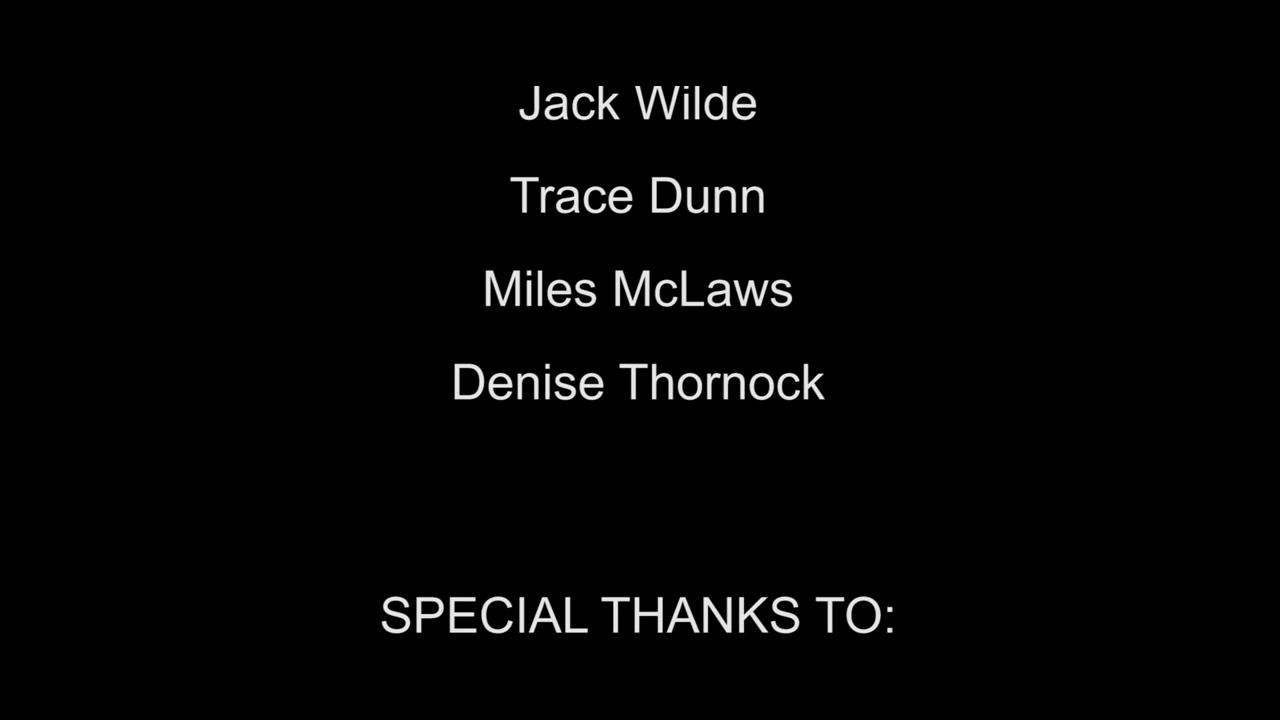 Jack Wilde
Trace Dunn
Miles McLaws
Denise Thornock
SPECIAL THANKS TO: